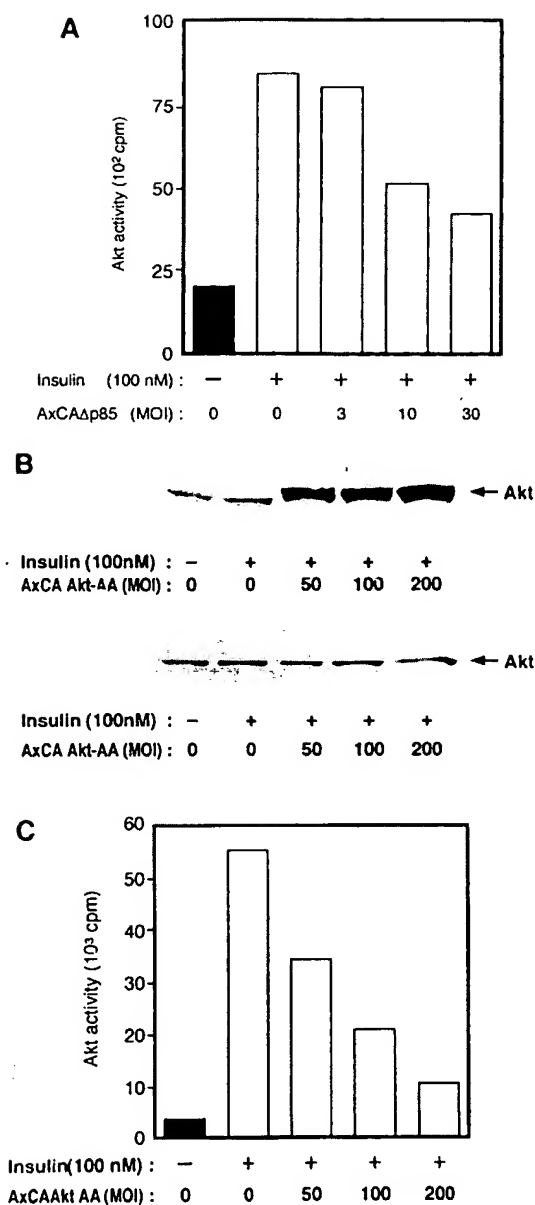 A
100
75
50
25
0
Akt activity (10² cpm)
Insulin (100 nM) : − + + + +
AxCAΔp85 (MOI) 0 0 3 10 30
B
Akt
Insulin (100nM) : − + + + +
AxCA Akt-AA (MOI) 0 0 50 100 200
Akt
Insulin (100nM) : − + + + +
AxCA Akt-AA (MOI) : 0 0 50 100 200
C
60
50
40
30
20
10
0
Akt activity (10³ cpm)
Insulin(100 nM) : − + + + +
AxCAAkt AA (MOI) : 0 0 50 100 200